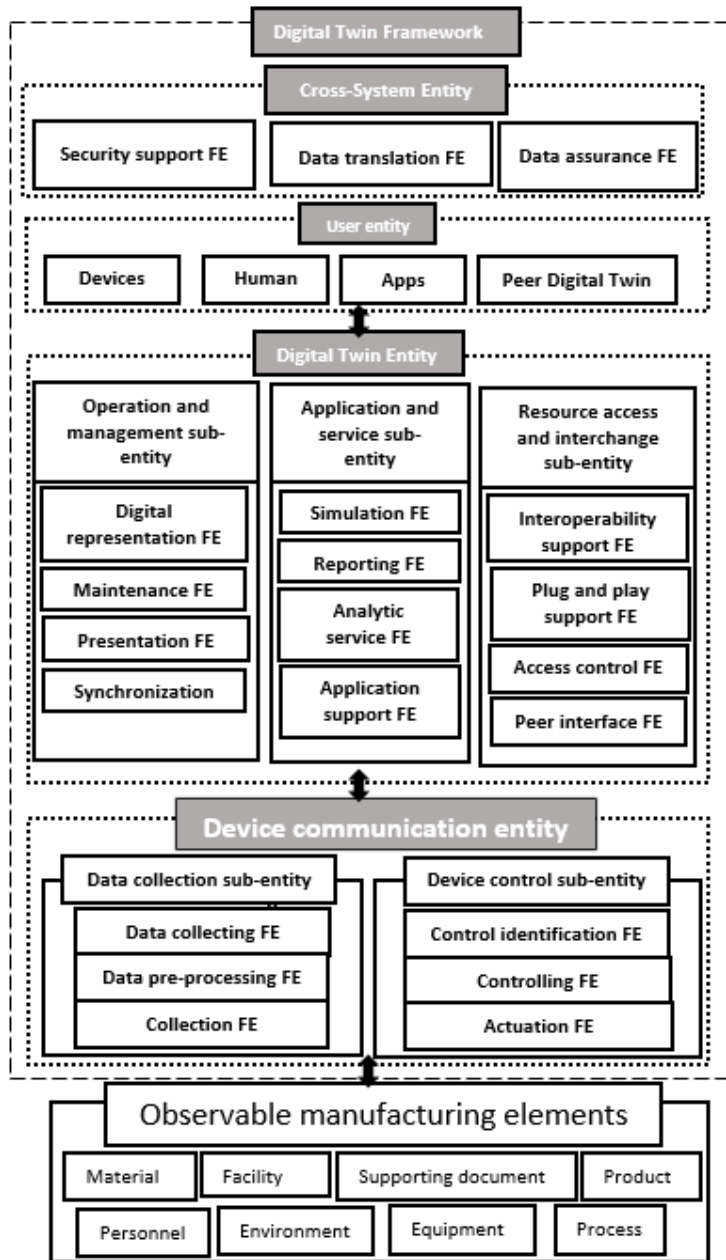 Digital Twin Framework
Cross-System Entity
Security support FE
Data translation FE
Data assurance FE
User entity
Devices
Human
Apps
Peer Digital Twin
Digital Twin Entity
Operation and
management sub-
entity
Digital
representation FE
Maintenance FE
Presentation FE
Synchronization
Application and
service sub-
entity
Simulation FE
Reporting FE
Analytic
service FE
Application
support FE
Resource access
and interchange
sub-entity
Interoperability
support FE
Plug and play
support FE
Access control FE
Peer interface FE
Device communication entity
Data collection sub-entity
Data collecting FE
Data pre-processing FE
Collection FE
Device control sub-entity
Control identification FE
Controlling FE
Actuation FE
Observable manufacturing elements
Material
Facility
Supporting document
Product
Personnel
Environment
Equipment
Process